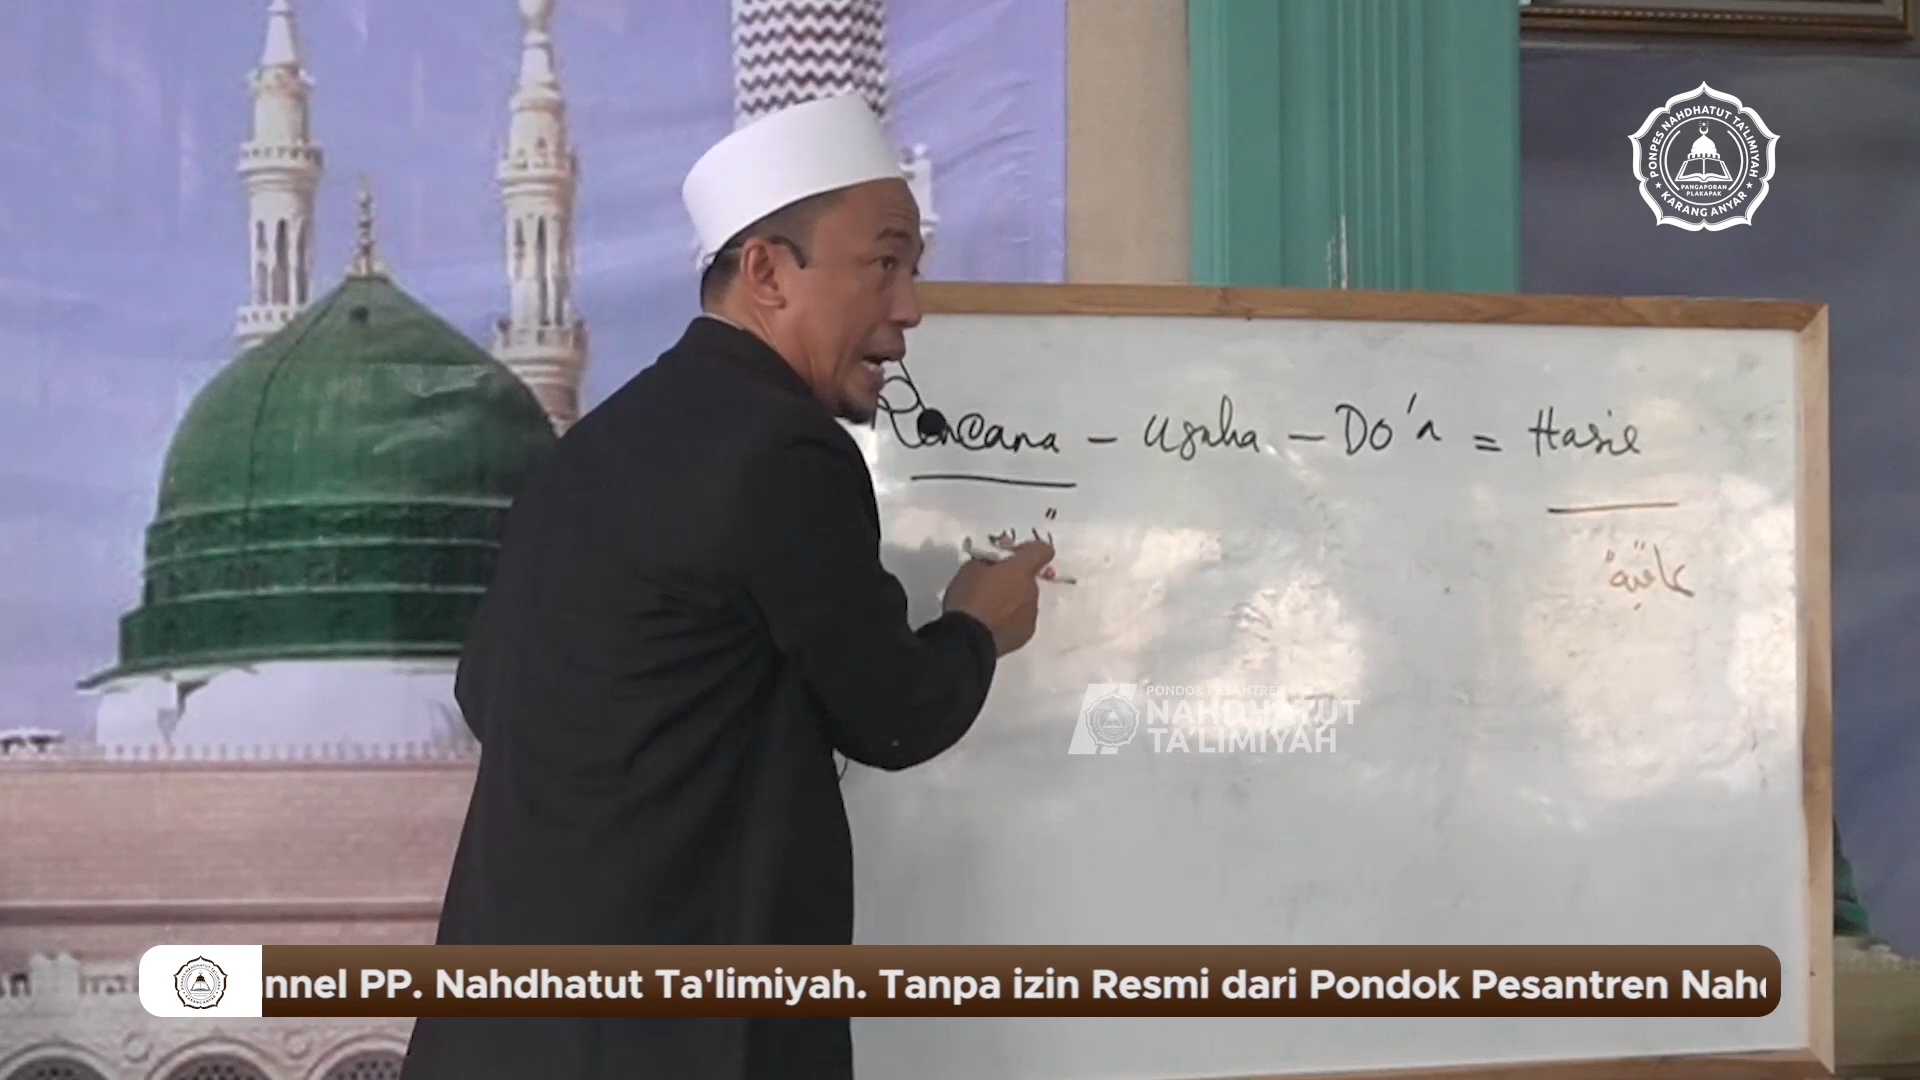 PONPES NAHDHATUT TA'LIMIYAH
PANGAPORAN
PLAKAPAK
KARANG ANYAR
Rencana – Usaha – Do'a = Hasil
عاقبة
PONDOK PESANTREN
NAHDHATUT
TA'LIMIYAH
nnel PP. Nahdhatut Ta'limiyah. Tanpa izin Resmi dari Pondok Pesantren Nahd